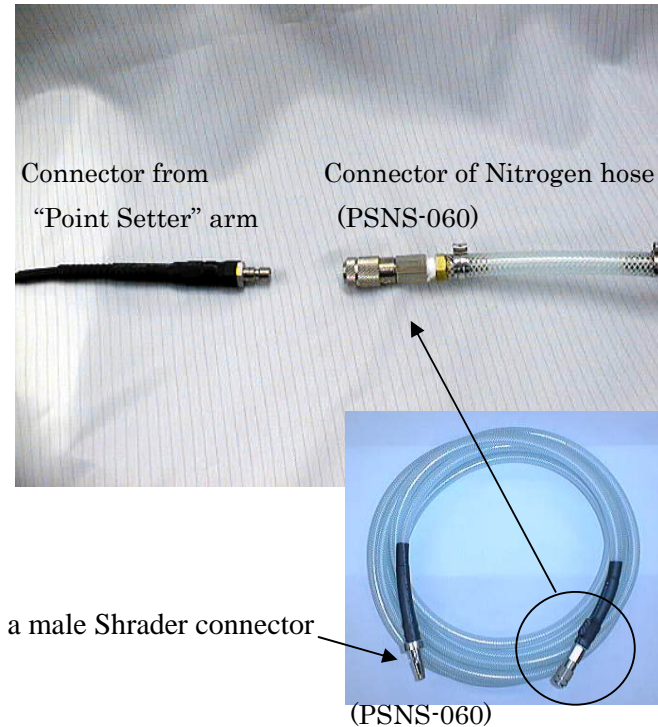 Connector from
“Point Setter” arm
Connector of Nitrogen hose
(PSNS-060)
a male Shrader connector
(PSNS-060)